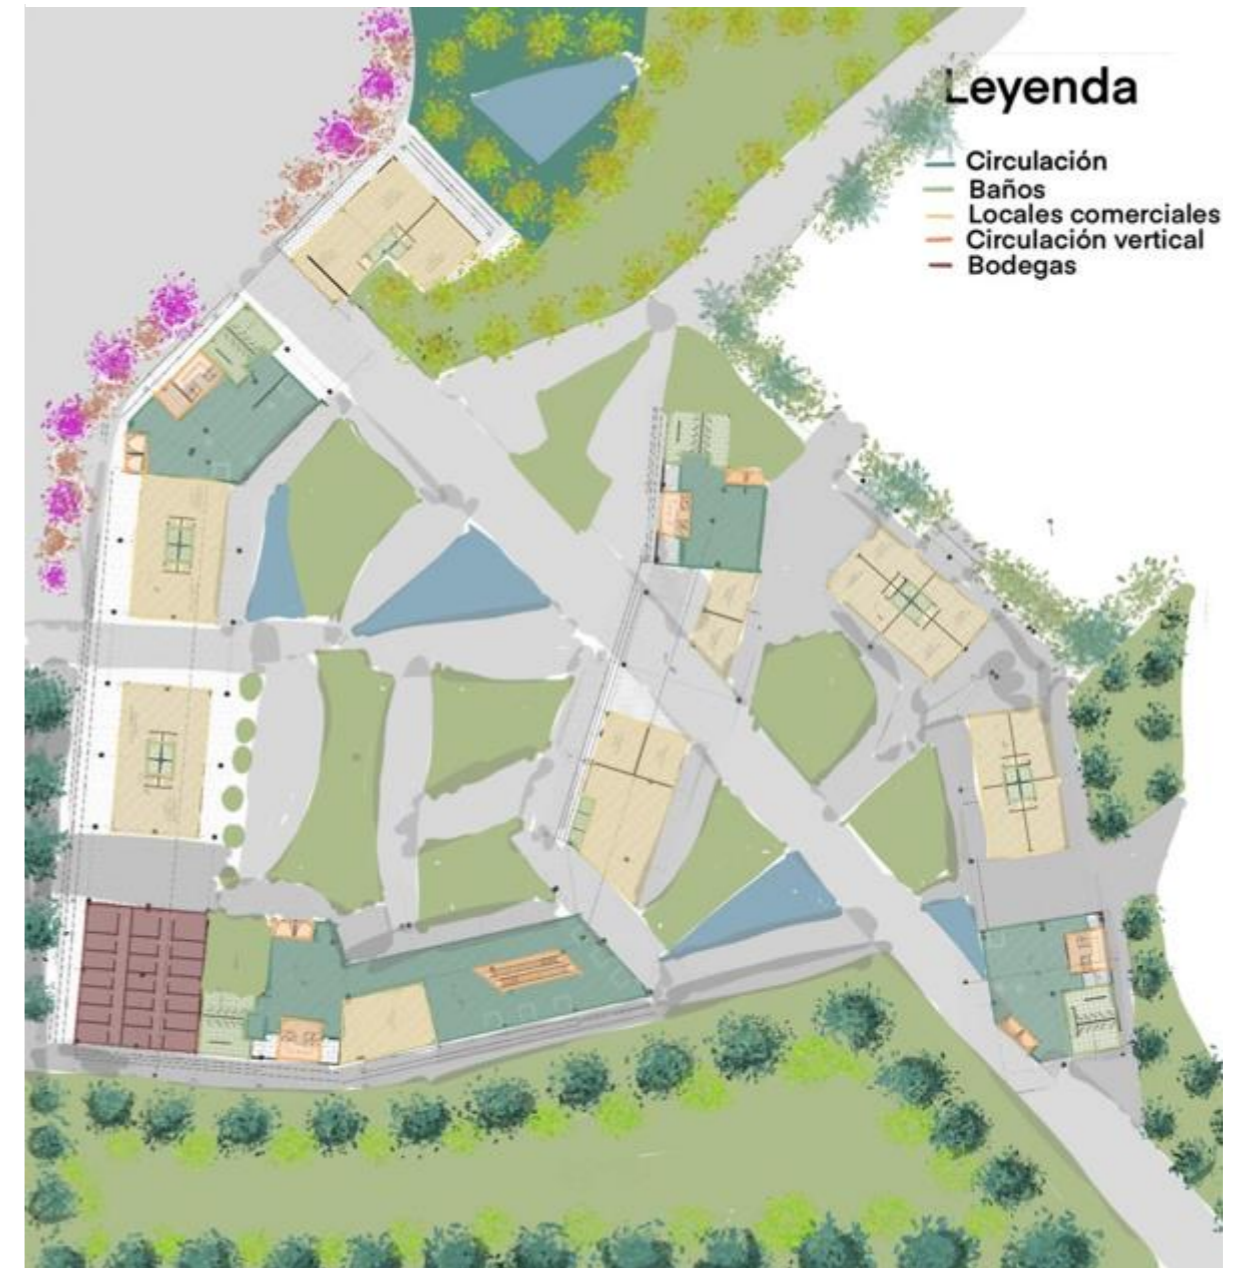 Leyenda
Circulación
Baños
Locales comerciales
Circulación vertical
Bodegas